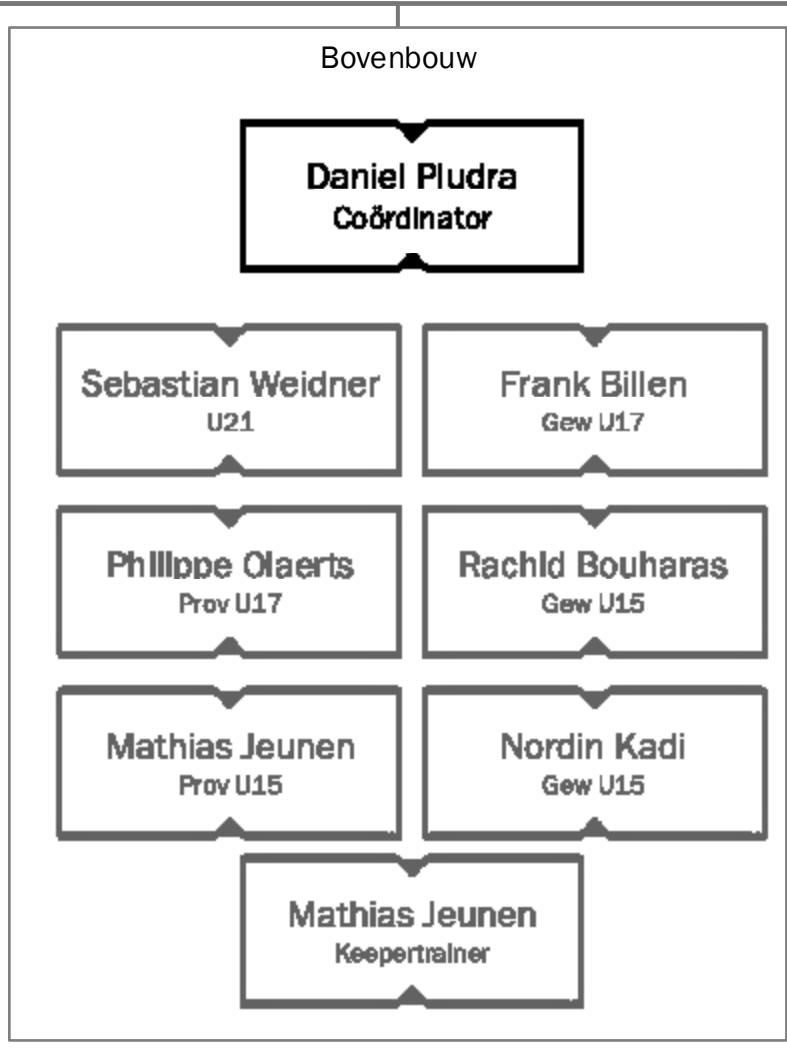 Bovenbouw
Daniel Pludra
Coördinator
Sebastian Weidner
U21
Frank Billen
Gew U17
Philippe Olaerts
Prov U17
Rachid Bouharas
Gew U15
Mathias Jeunen
Prov U15
Nordin Kadi
Gew U15
Mathias Jeunen
Keepertrainer